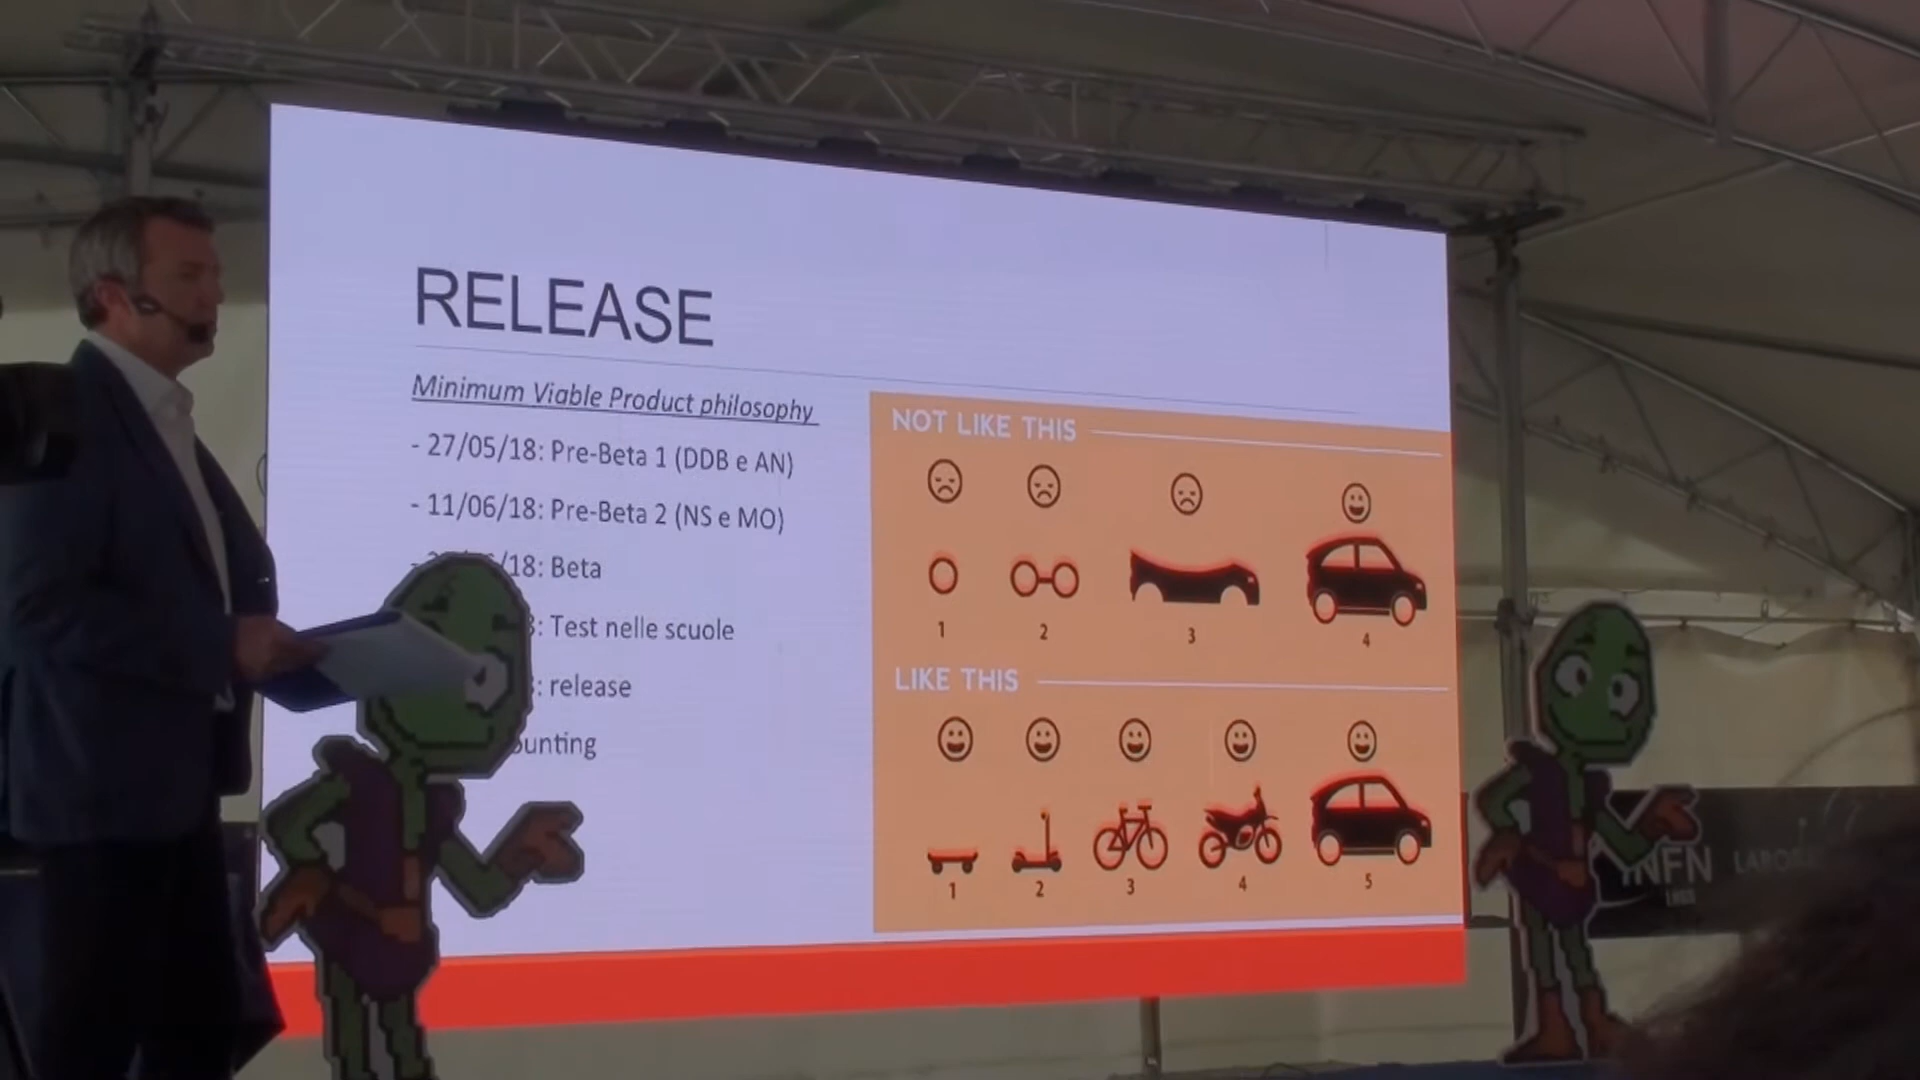 RELEASE
Minimum Viable Product philosophy
- 27/05/18: Pre-Beta 1 (DDB e AN)
- 11/06/18: Pre-Beta 2 (NS e MO)
/18: Beta
: Test nelle scuole
: release
NOT LIKE THIS
1 2 3 4
LIKE THIS
1 2 3 4 5
INFN